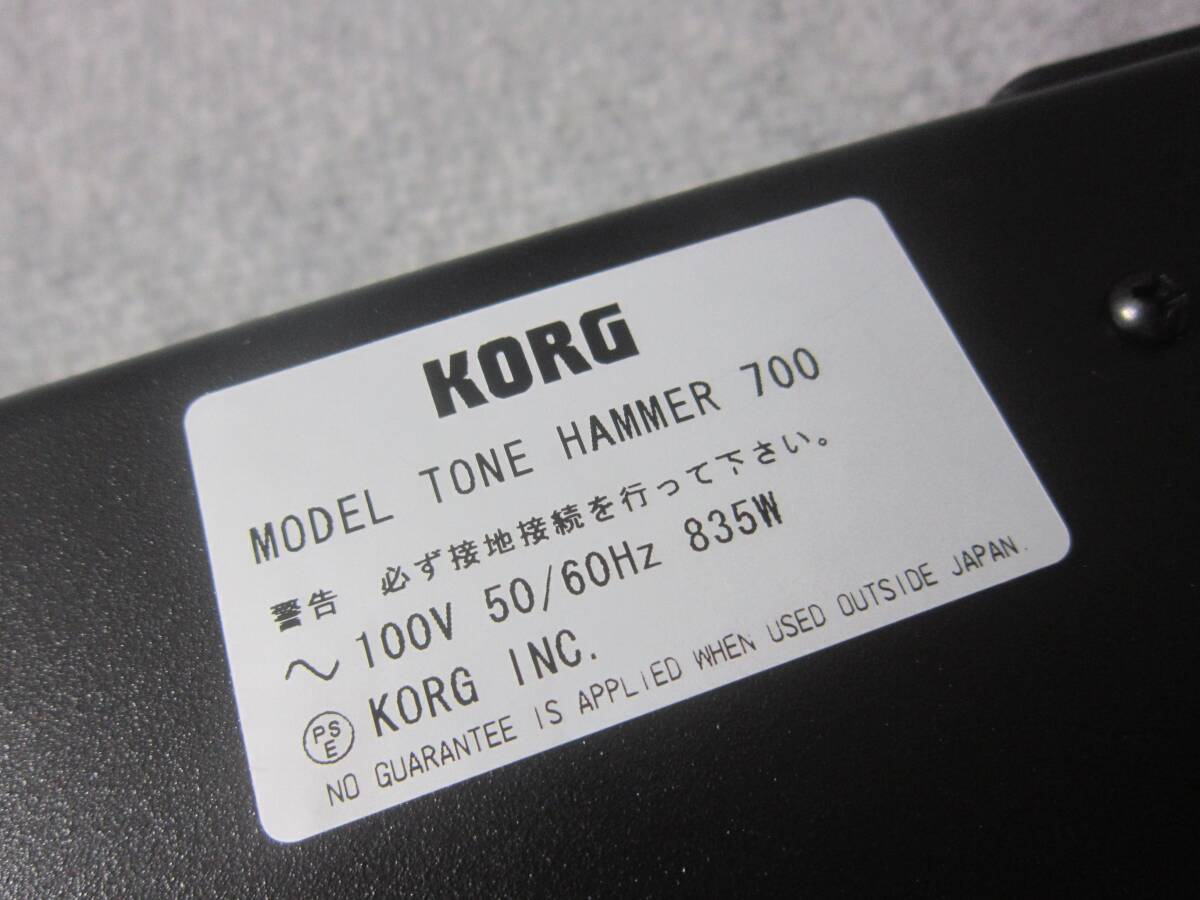 KORG
MODEL TONE HAMMER 700
警告 必ず接地接続を行って下さい。
～ 100V 50/60Hz 835W
PSE KORG INC.
NO GUARANTEE IS APPLIED WHEN USED OUTSIDE JAPAN.